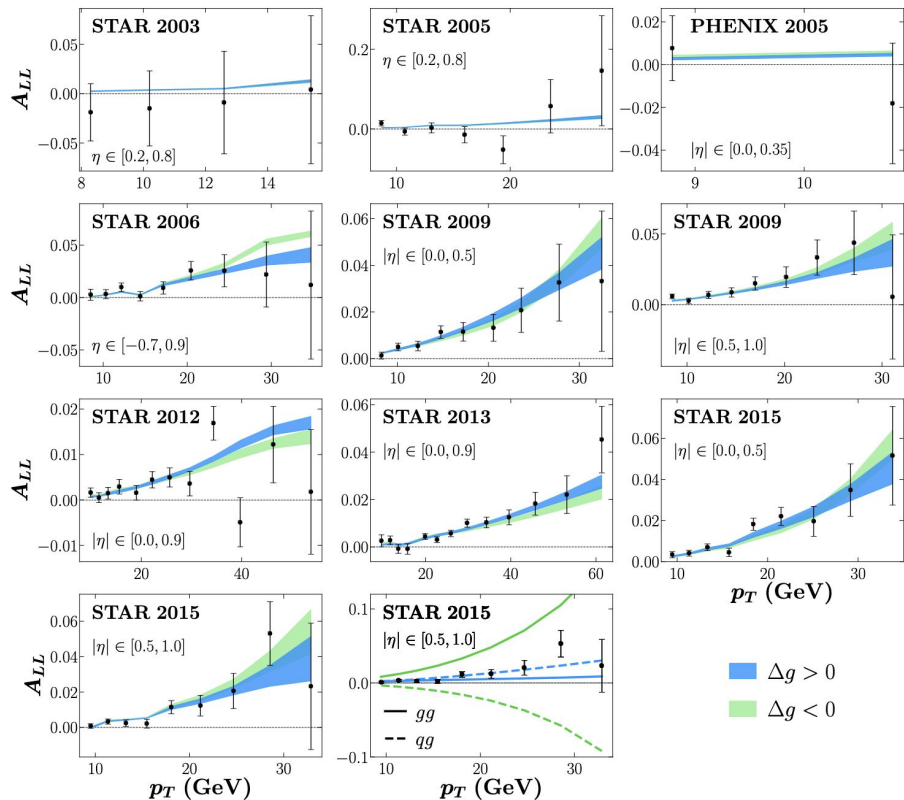 STAR 2003
0.05
0.00
−0.05
A_LL
η ∈ [0.2, 0.8]
8 10 12 14
STAR 2005
η ∈ [0.2, 0.8]
0.2
0.0
10 20
PHENIX 2005
0.02
0.00
−0.02
−0.04
|η| ∈ [0.0, 0.35]
9 10
STAR 2006
0.05
0.00
−0.05
A_LL
η ∈ [−0.7, 0.9]
10 20 30
STAR 2009
|η| ∈ [0.0, 0.5]
0.06
0.04
0.02
0.00
10 20 30
STAR 2009
0.05
0.00
|η| ∈ [0.5, 1.0]
10 20 30
STAR 2012
0.02
0.01
0.00
−0.01
A_LL
|η| ∈ [0.0, 0.9]
20 40
STAR 2013
|η| ∈ [0.0, 0.9]
0.06
0.04
0.02
0.00
20 30 40 50 60
STAR 2015
|η| ∈ [0.0, 0.5]
0.06
0.04
0.02
0.00
10 20 30
p_T (GeV)
STAR 2015
|η| ∈ [0.5, 1.0]
0.06
0.04
0.02
0.00
A_LL
10 20 30
p_T (GeV)
STAR 2015
|η| ∈ [0.5, 1.0]
0.1
0.0
−0.1
gg
qg
10 20 30
p_T (GeV)
Δg > 0
Δg < 0